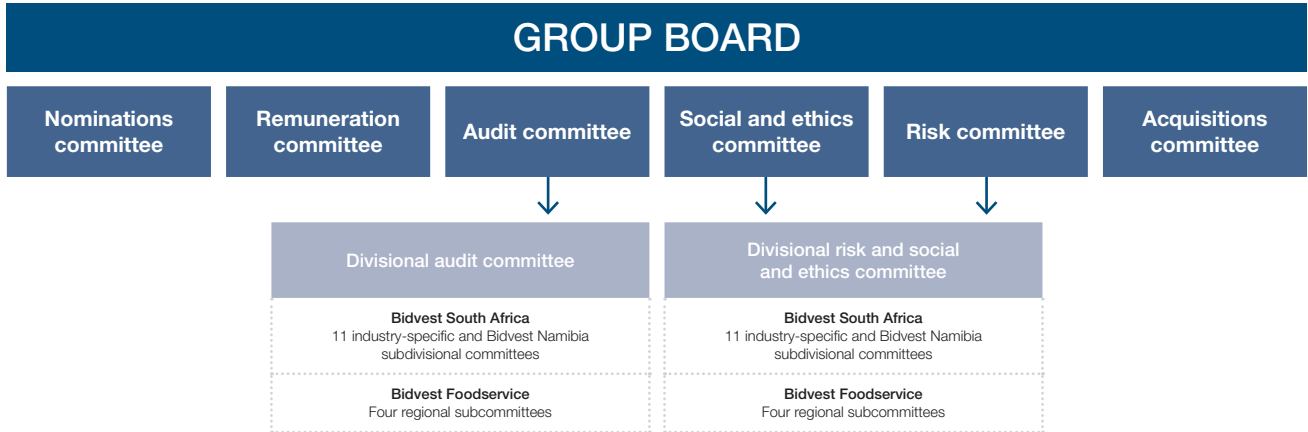 GROUP BOARD
Nominations
committee
Remuneration
committee
Audit committee
Social and ethics
committee
Risk committee
Acquisitions
committee
Divisional audit committee
Divisional risk and social
and ethics committee
Bidvest South Africa
11 industry-specific and Bidvest Namibia
subdivisional committees
Bidvest South Africa
11 industry-specific and Bidvest Namibia
subdivisional committees
Bidvest Foodservice
Four regional subcommittees
Bidvest Foodservice
Four regional subcommittees